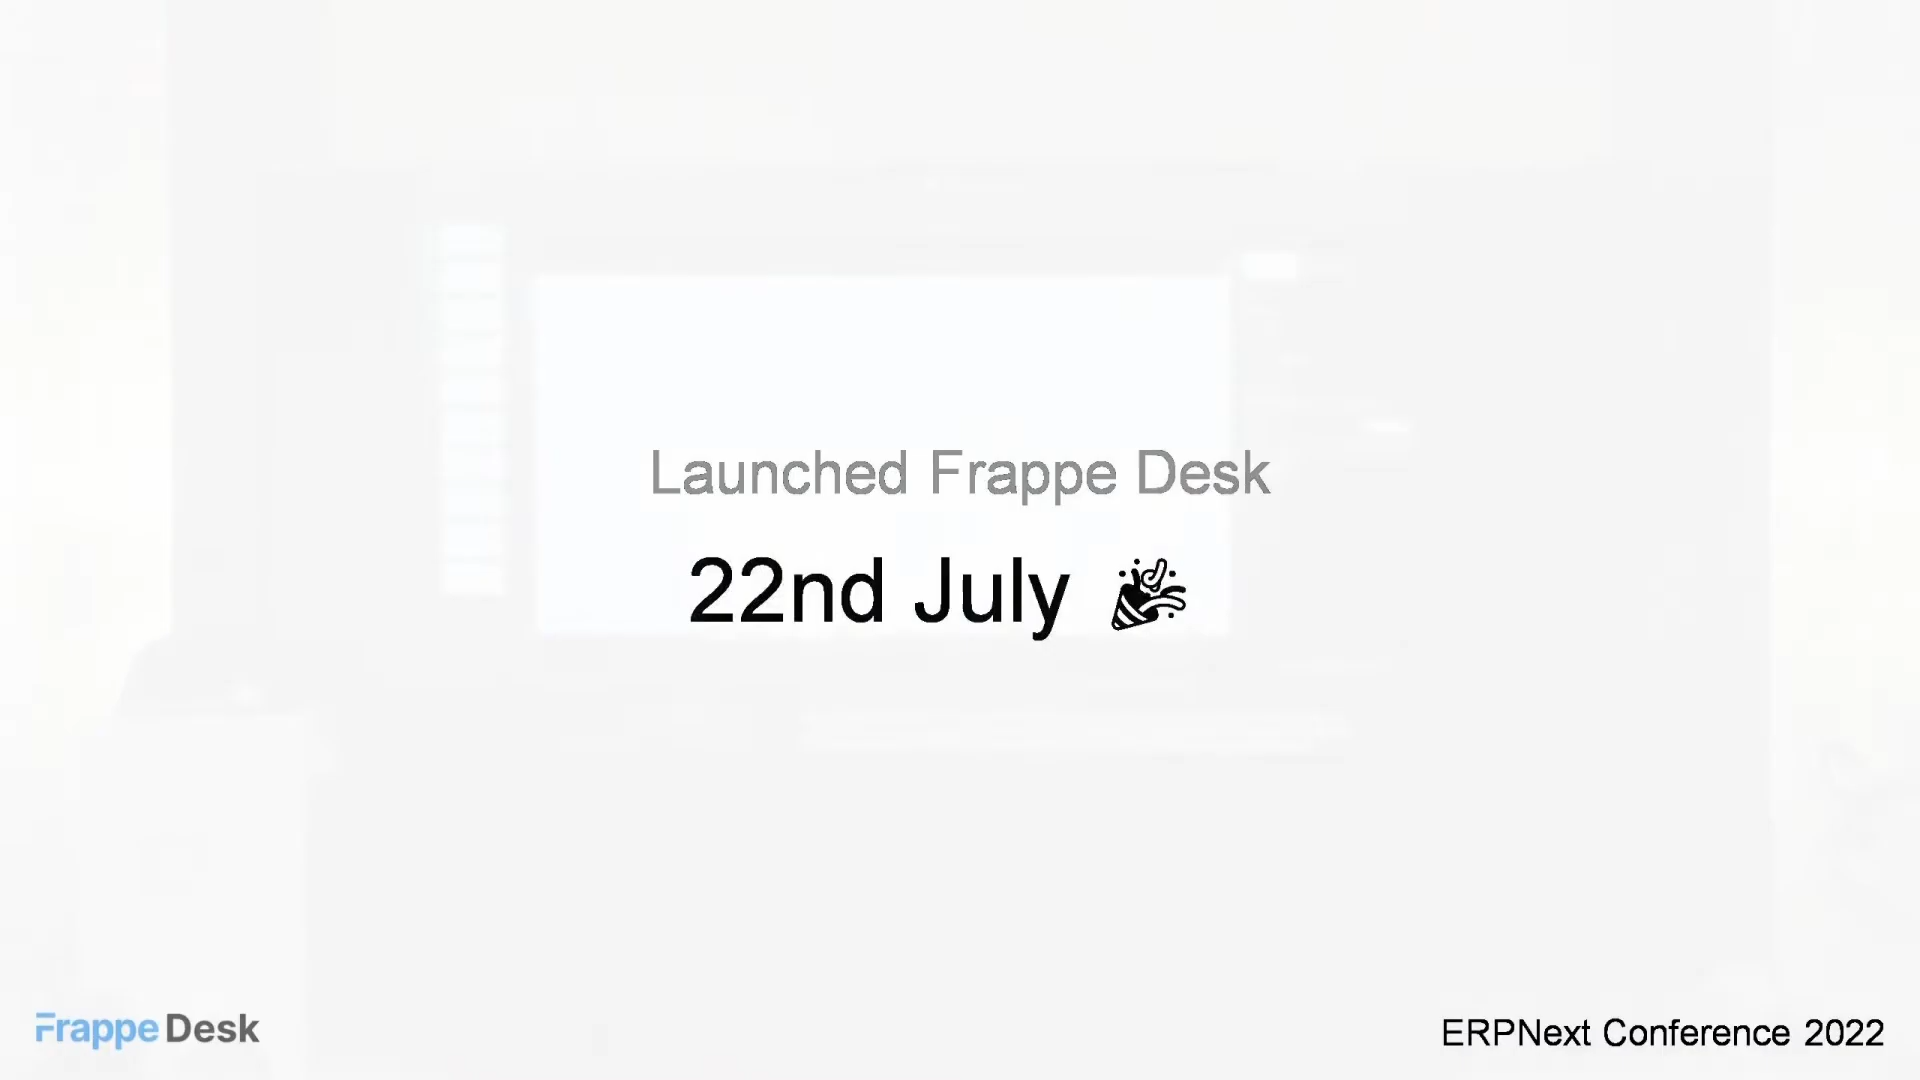 Launched Frappe Desk
22nd July 🎉
Frappe Desk
ERPNext Conference 2022